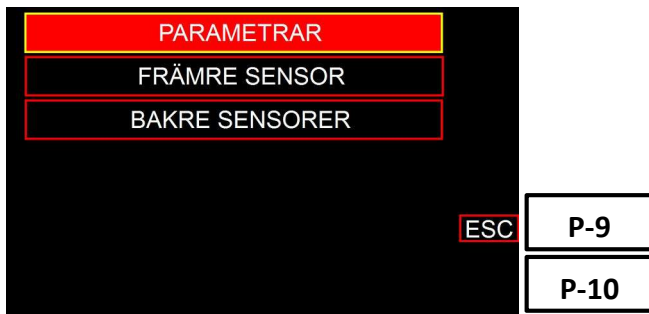 PARAMETRAR
FRÄMRE SENSOR
BAKRE SENSORER
ESC
P-9
P-10